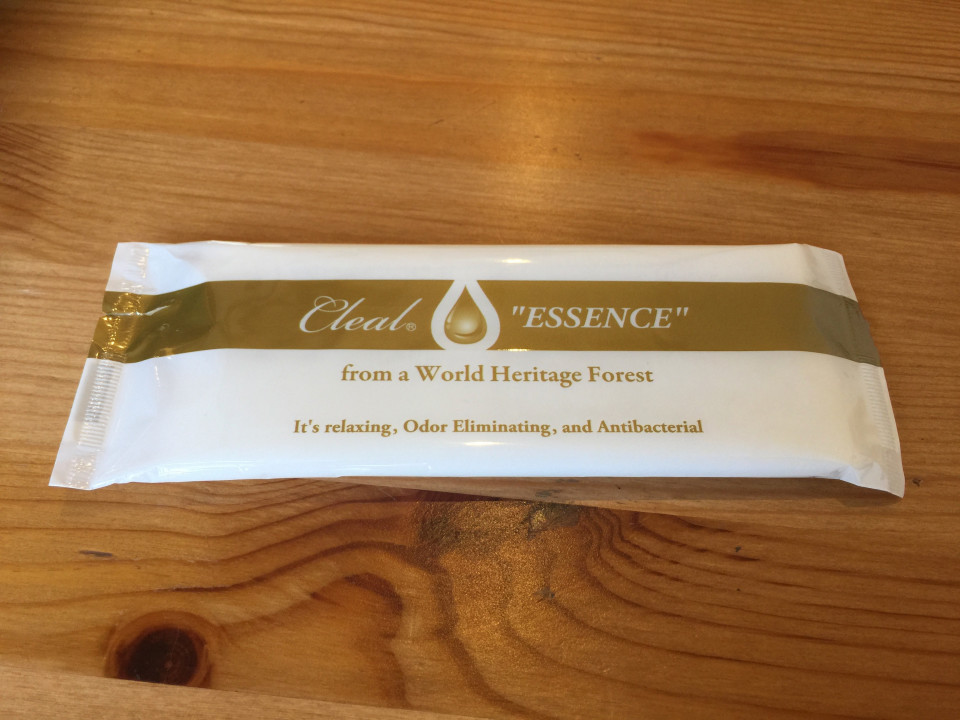 Cleal® "ESSENCE"
from a World Heritage Forest
It's relaxing, Odor Eliminating, and Antibacterial